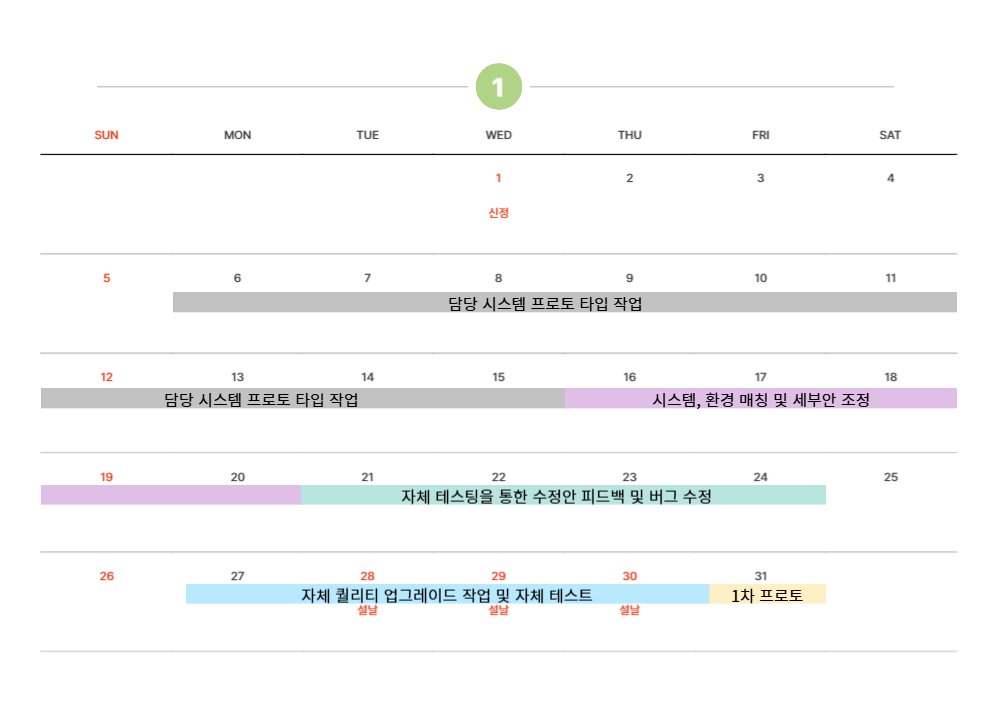 1
SUN MON TUE WED THU FRI SAT
1 2 3 4
신정
5 6 7 8 9 10 11
담당 시스템 프로토 타입 작업
12 13 14 15 16 17 18
담당 시스템 프로토 타입 작업 시스템, 환경 매칭 및 세부안 조정
19 20 21 22 23 24 25
자체 테스팅을 통한 수정안 피드백 및 버그 수정
26 27 28 29 30 31
자체 퀄리티 업그레이드 작업 및 자체 테스트 1차 프로토
설날 설날 설날